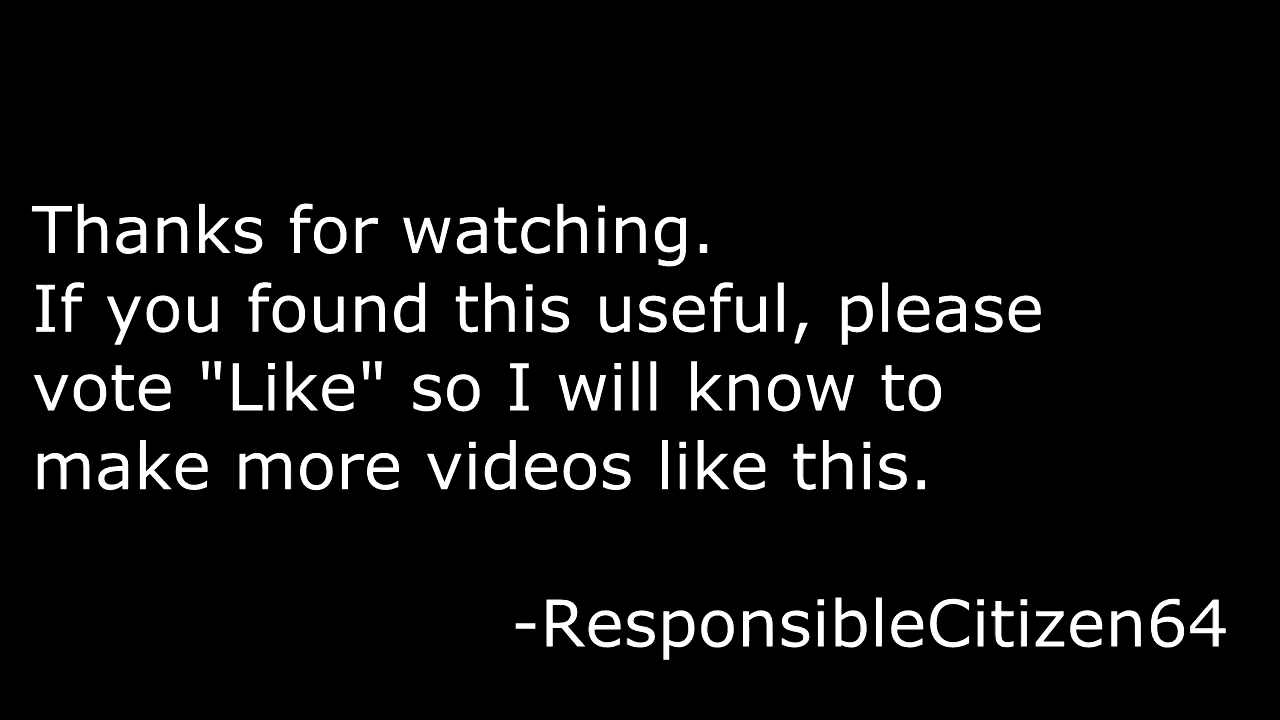 Thanks for watching.
If you found this useful, please
vote "Like" so I will know to
make more videos like this.
-ResponsibleCitizen64